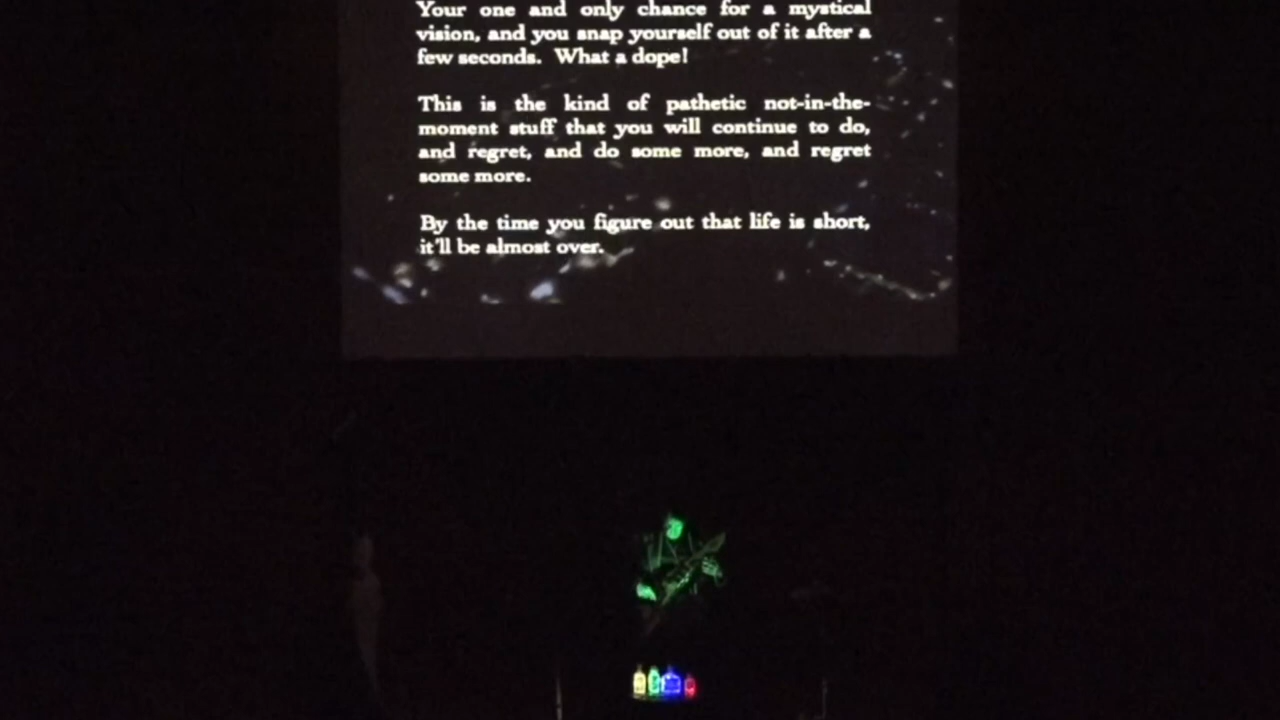 Your one and only chance for a mystical
vision, and you snap yourself out of it after a
few seconds. What a dope!
This is the kind of pathetic not-in-the-
moment stuff that you will continue to do,
and regret, and do some more, and regret
some more.
By the time you figure out that life is short,
it'll be almost over.